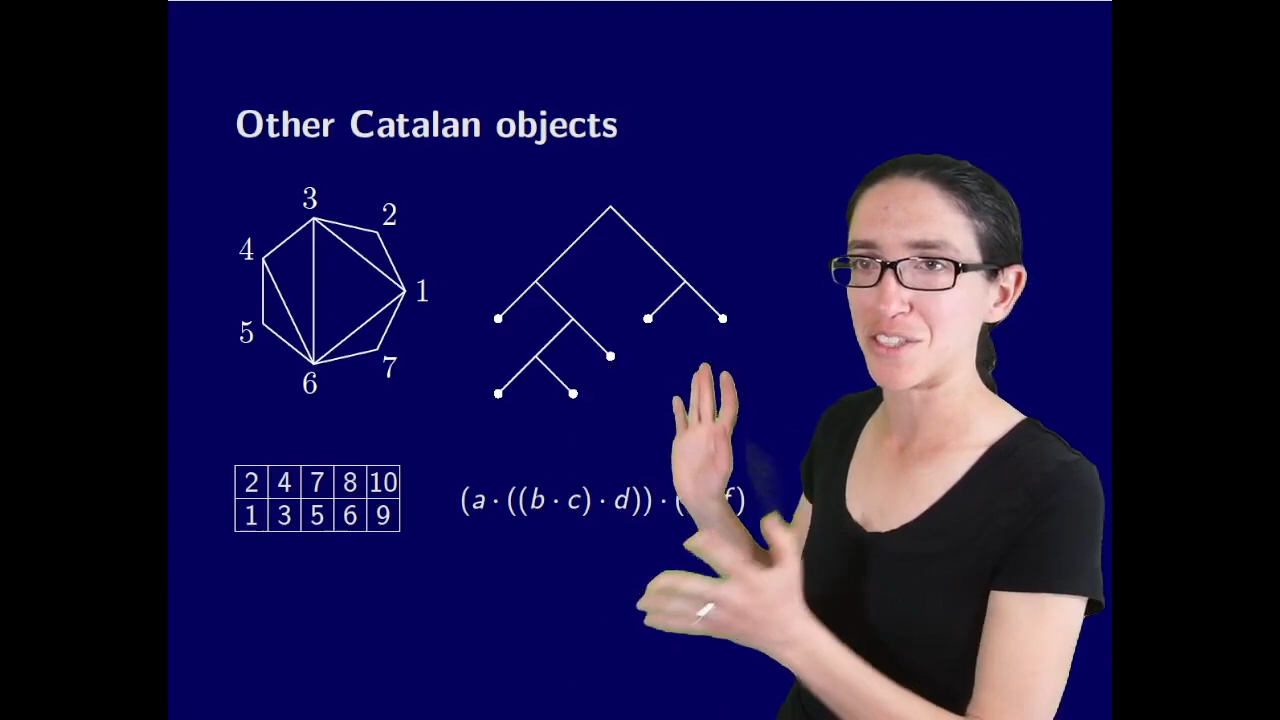 Other Catalan objects
3
2
4
1
5
7
6
2 4 7 8 10
1 3 5 6 9
(a · ((b · c) · d)) · ( f)